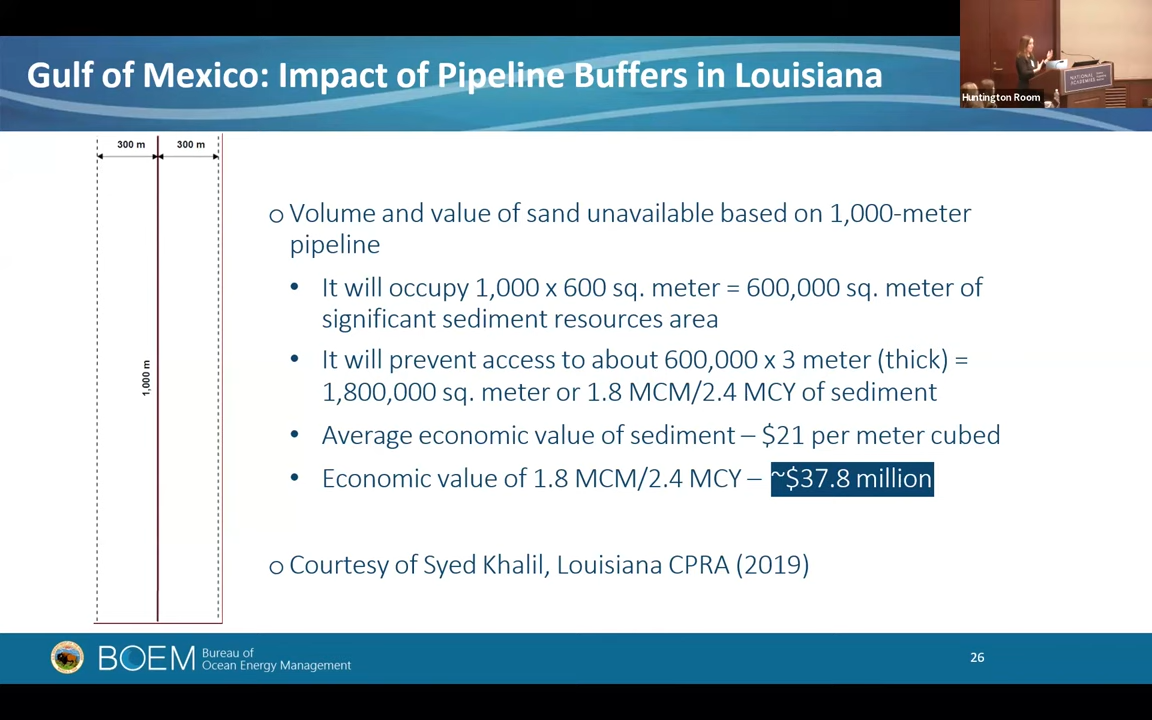 Gulf of Mexico: Impact of Pipeline Buffers in Louisiana
NATIONAL
ACADEMIES
Huntington Room
300 m
300 m
1,000 m
o Volume and value of sand unavailable based on 1,000-meter
pipeline
• It will occupy 1,000 x 600 sq. meter = 600,000 sq. meter of
significant sediment resources area
• It will prevent access to about 600,000 x 3 meter (thick) =
1,800,000 sq. meter or 1.8 MCM/2.4 MCY of sediment
• Average economic value of sediment – $21 per meter cubed
• Economic value of 1.8 MCM/2.4 MCY – ~$37.8 million
o Courtesy of Syed Khalil, Louisiana CPRA (2019)
BOEM
Bureau of
Ocean Energy Management
26